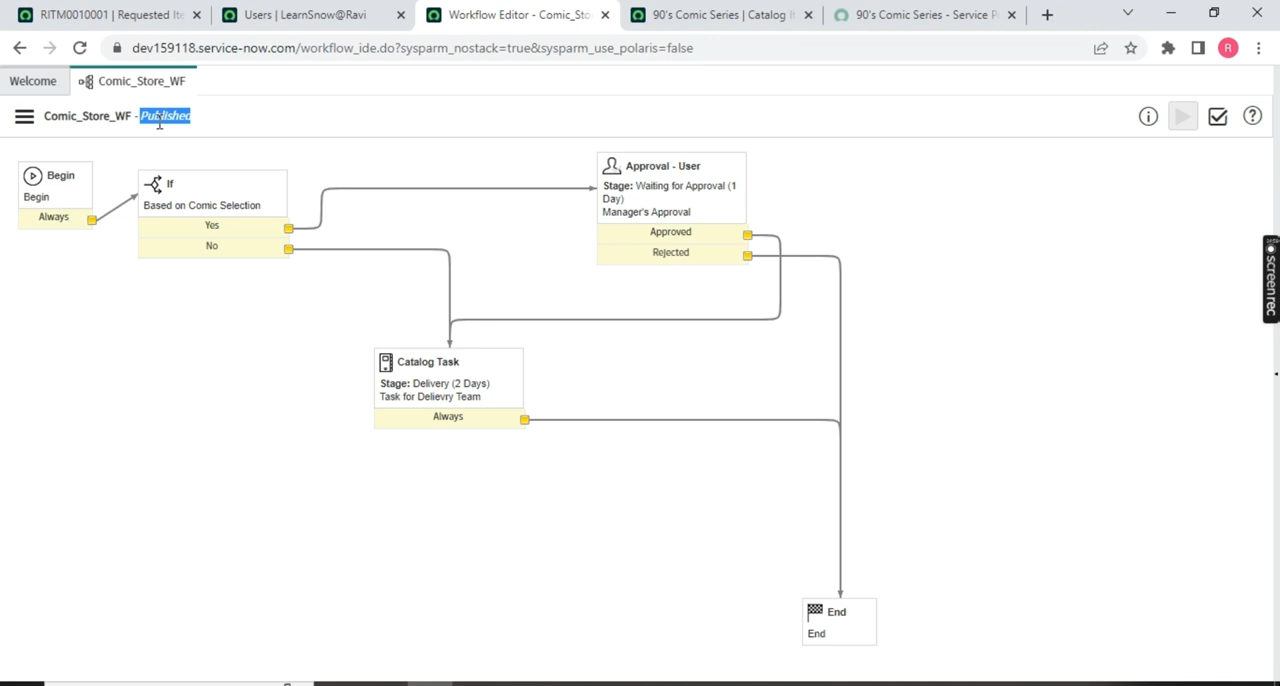 RITM0010001 | Requested Ite
Users | LearnSnow@Ravi
Workflow Editor - Comic_Sto
90's Comic Series | Catalog It
90's Comic Series - Service P
dev159118.service-now.com/workflow_ide.do?sysparm_nostack=true&sysparm_use_polaris=false
R
Welcome
Comic_Store_WF
Comic_Store_WF - Published
Begin
Begin
Always
If
Based on Comic Selection
Yes
No
Approval - User
Stage: Waiting for Approval (1
Day)
Manager's Approval
Approved
Rejected
Catalog Task
Stage: Delivery (2 Days)
Task for Delievry Team
Always
End
End
screenrec